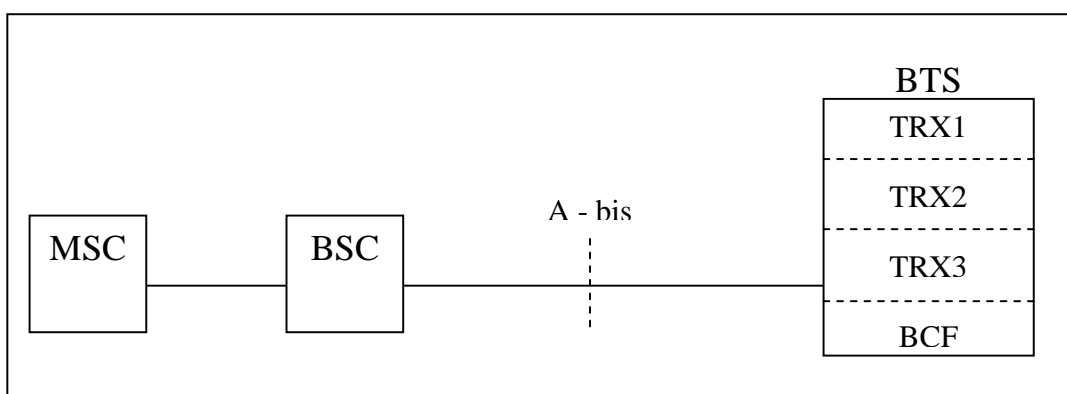 BTS
TRX1
TRX2
A - bis
MSC
BSC
TRX3
BCF